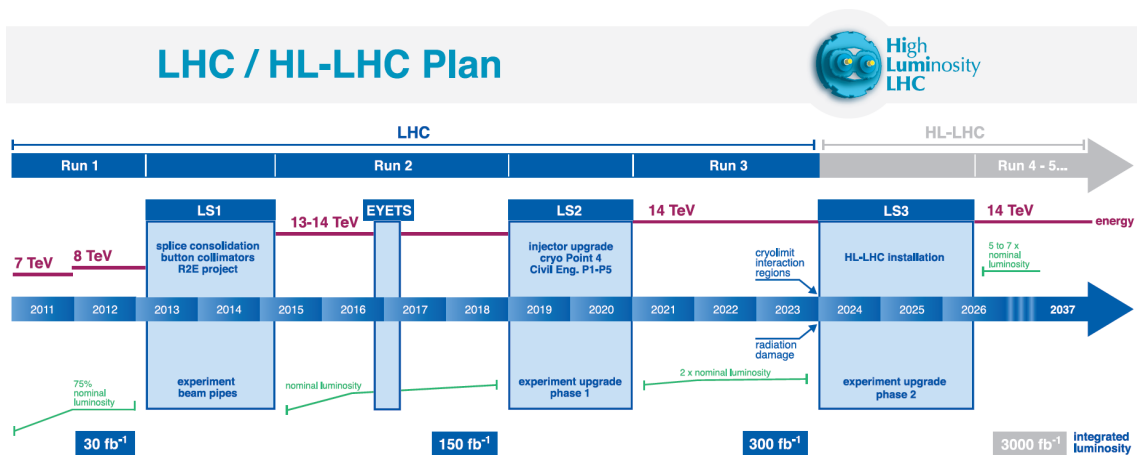 LHC / HL-LHC Plan
High
Luminosity
LHC
LHC
HL-LHC
Run 1
Run 2
Run 3
Run 4 - 5...
LS1
EYETS
LS2
LS3
13-14 TeV
14 TeV
14 TeV
energy
splice consolidation
button collimators
R2E project
injector upgrade
cryo Point 4
Civil Eng. P1-P5
cryolimit
interaction
regions
HL-LHC installation
5 to 7 x
nominal
luminosity
7 TeV
8 TeV
2011 2012 2013 2014 2015 2016 2017 2018 2019 2020 2021 2022 2023 2024 2025 2026 2037
radiation
damage
75%
nominal
luminosity
experiment
beam pipes
nominal luminosity
experiment upgrade
phase 1
2 x nominal luminosity
experiment upgrade
phase 2
30 fb⁻¹
150 fb⁻¹
300 fb⁻¹
3000 fb⁻¹
integrated
luminosity